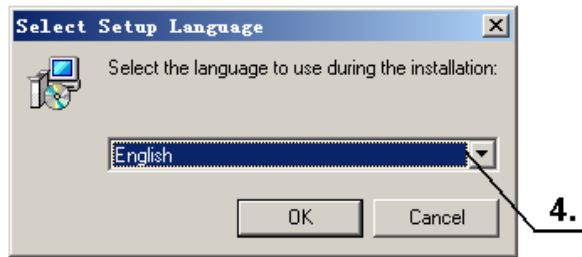 Select Setup Language
Select the language to use during the installation:
English
OK Cancel
4.